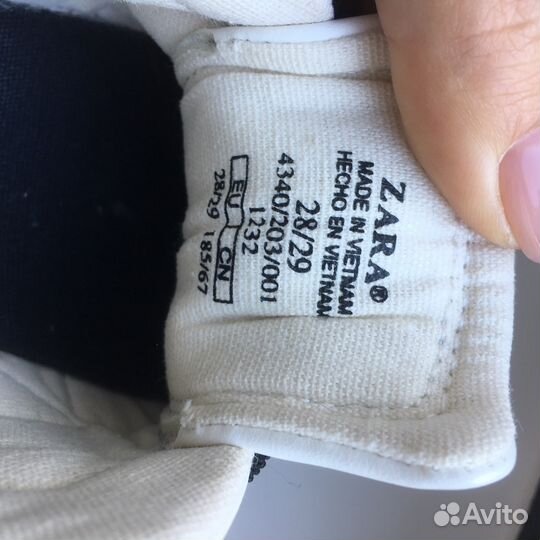 ZARA®
MADE IN VIETNAM
HECHO EN VIETNAM
28/29
4340/203/001
1232
EU CN
28/29 185/67
Avito